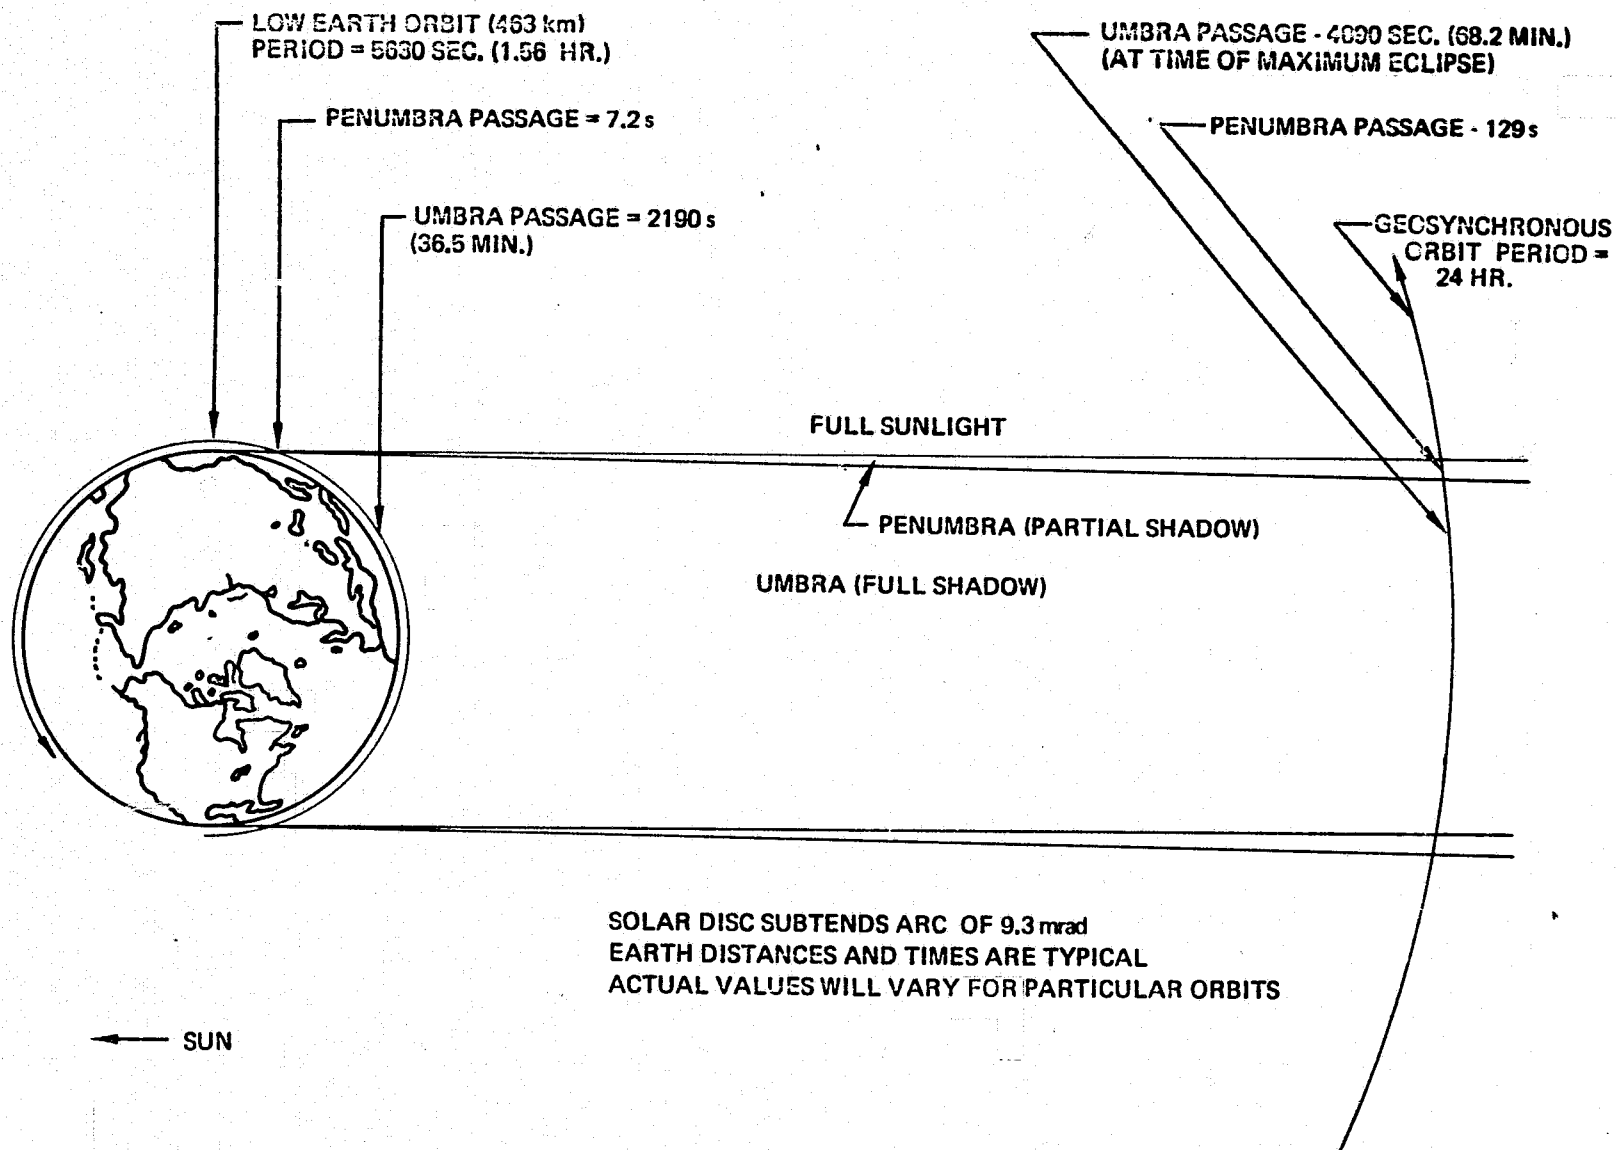 LOW EARTH ORBIT (463 km)
PERIOD = 5630 SEC. (1.56 HR.)
PENUMBRA PASSAGE = 7.2 s
UMBRA PASSAGE = 2190 s
(36.5 MIN.)
UMBRA PASSAGE - 4090 SEC. (68.2 MIN.)
(AT TIME OF MAXIMUM ECLIPSE)
PENUMBRA PASSAGE - 129 s
GEOSYNCHRONOUS
ORBIT PERIOD =
24 HR.
FULL SUNLIGHT
PENUMBRA (PARTIAL SHADOW)
UMBRA (FULL SHADOW)
SOLAR DISC SUBTENDS ARC OF 9.3 mrad
EARTH DISTANCES AND TIMES ARE TYPICAL
ACTUAL VALUES WILL VARY FOR PARTICULAR ORBITS
SUN